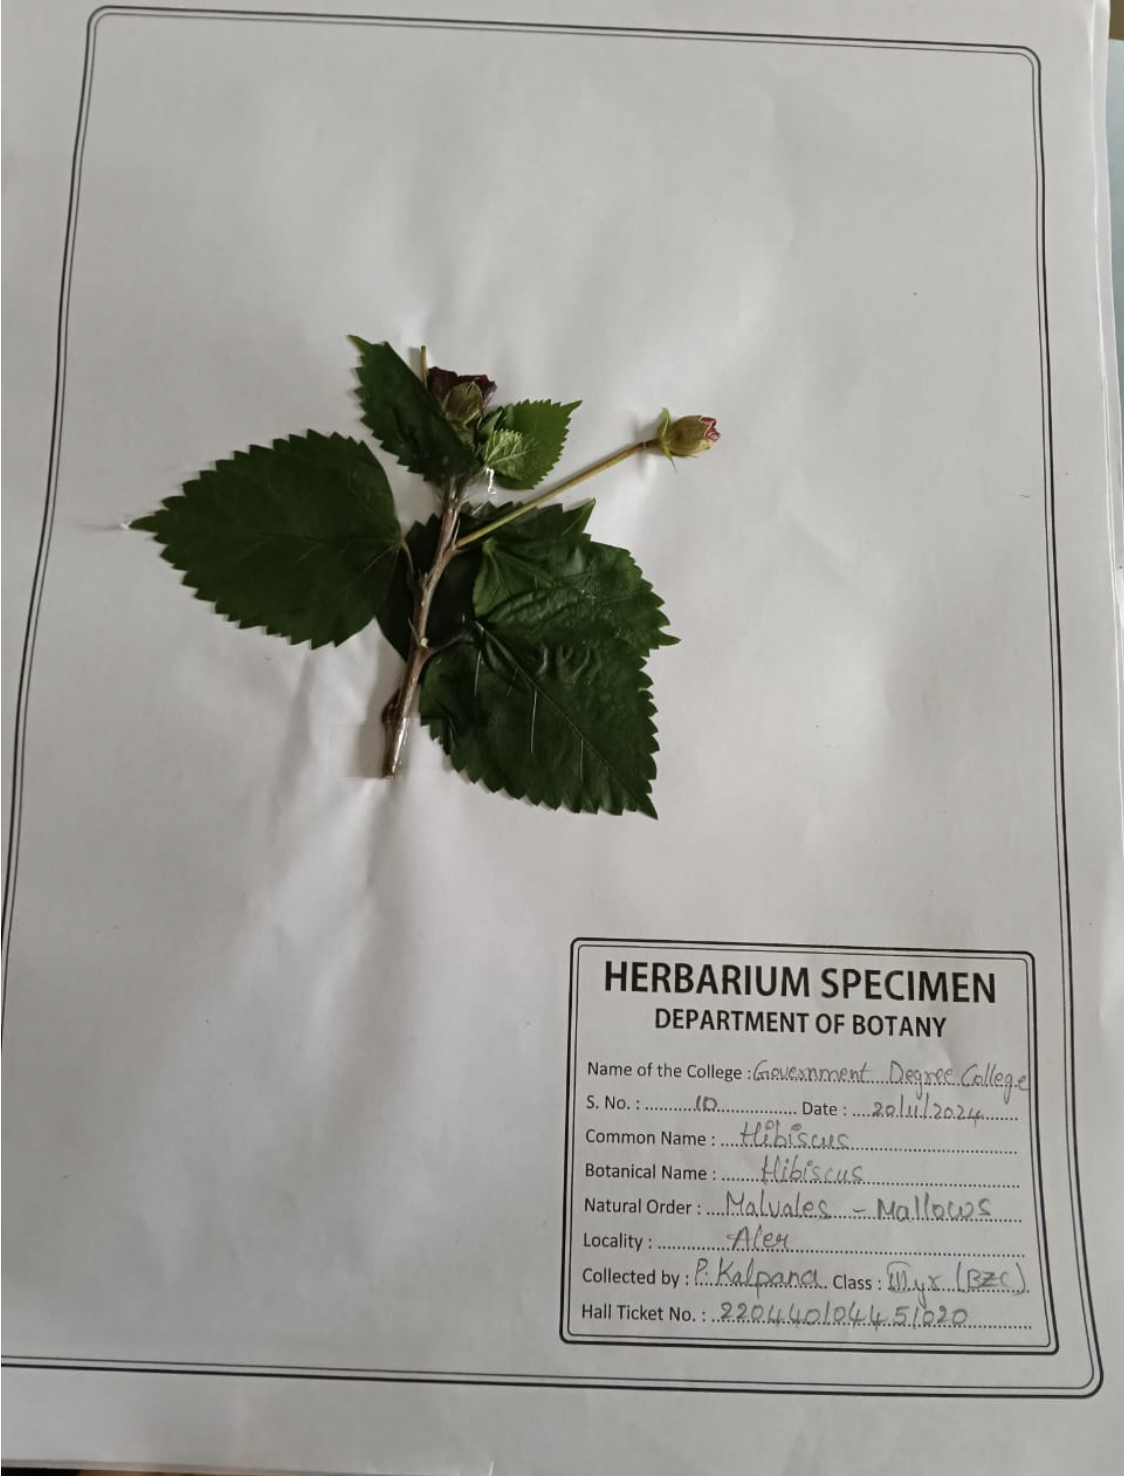 HERBARIUM SPECIMEN
DEPARTMENT OF BOTANY
Name of the College : Government Degree College
S. No. : 10 Date : 20/11/2024
Common Name : Hibiscus
Botanical Name : Hibiscus
Natural Order : Malvales - Mallows
Locality : Aler
Collected by : P. Kalpana Class : III yr (BZC)
Hall Ticket No. : 220440104451020